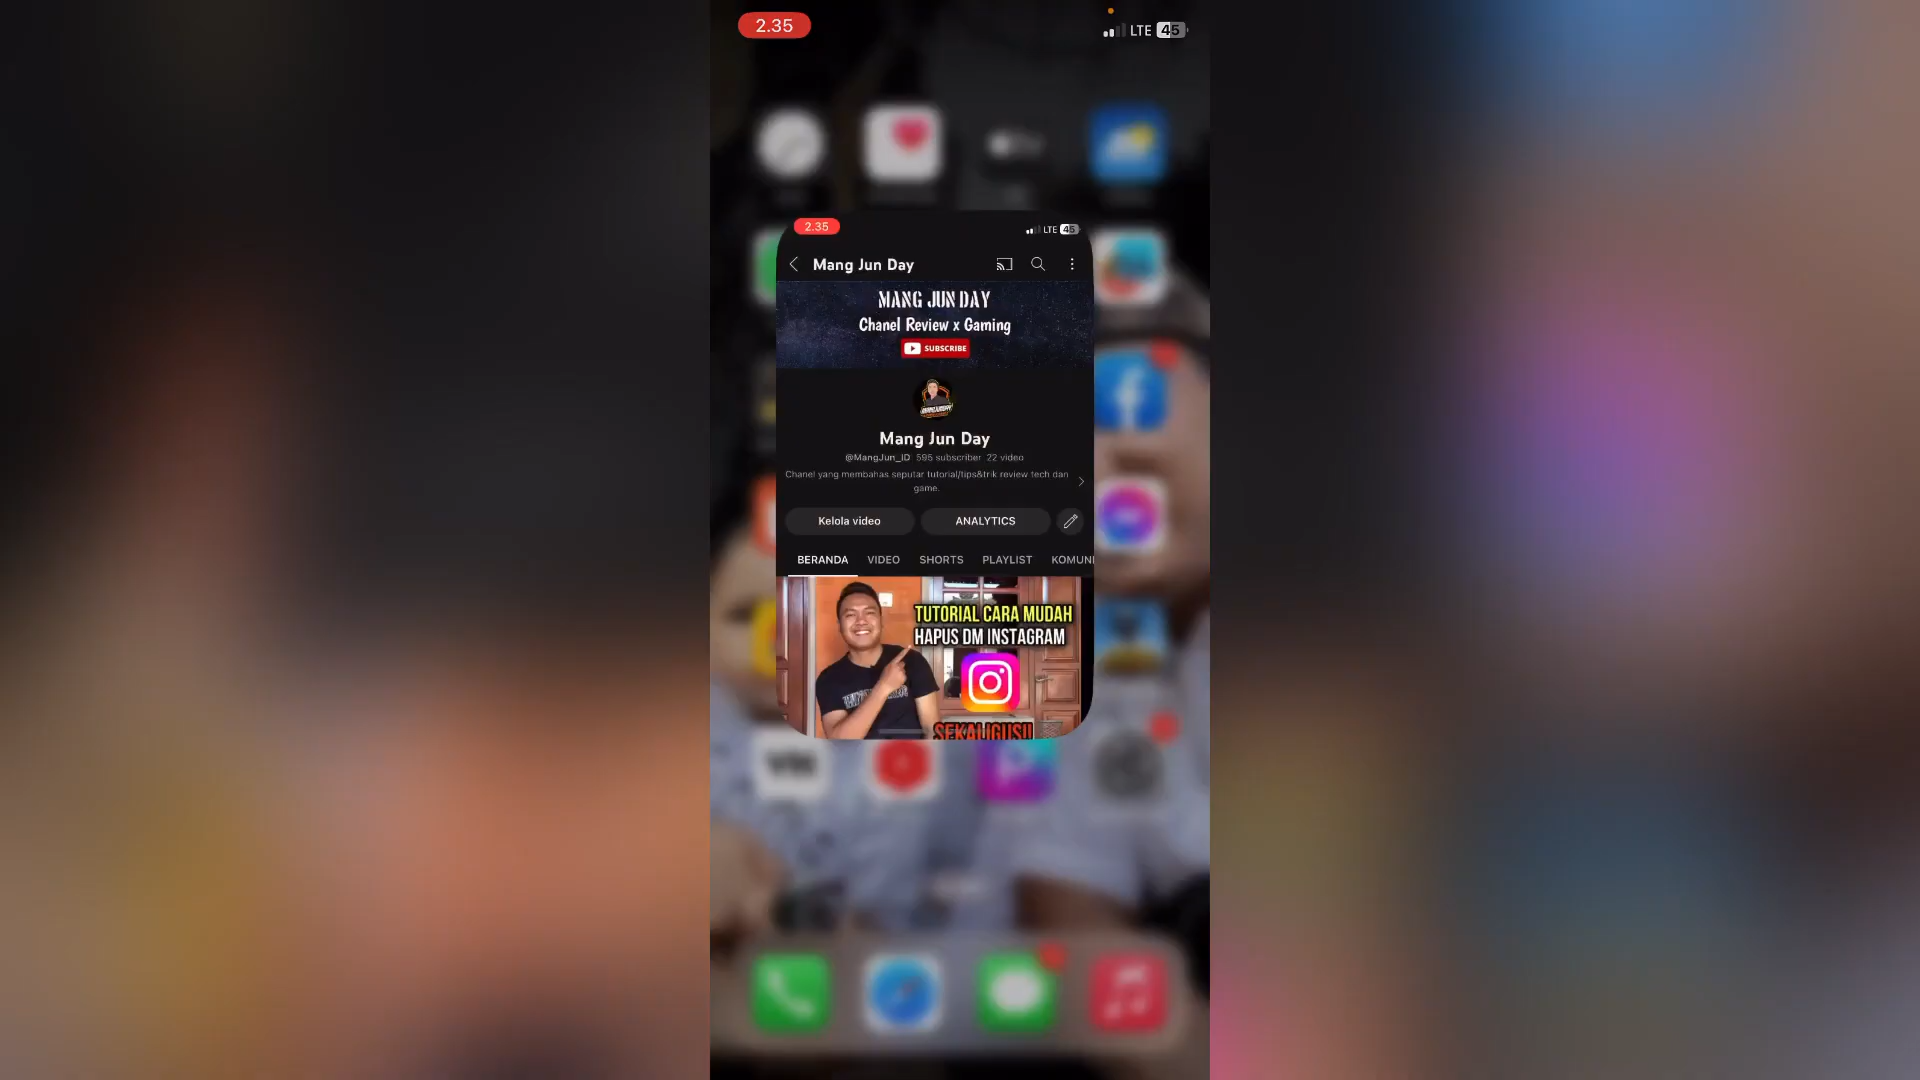 2.35
LTE 45
2.35
LTE 45
Mang Jun Day
MANG JUN DAY
Chanel Review x Gaming
SUBSCRIBE
Mang Jun Day
@MangJun_ID 595 subscriber 22 video
Chanel yang membahas seputar tutorial/tips&trik review tech dan
game.
Kelola video
ANALYTICS
BERANDA VIDEO SHORTS PLAYLIST KOMUNI
TUTORIAL CARA MUDAH
HAPUS DM INSTAGRAM
SEKALIGUS!!